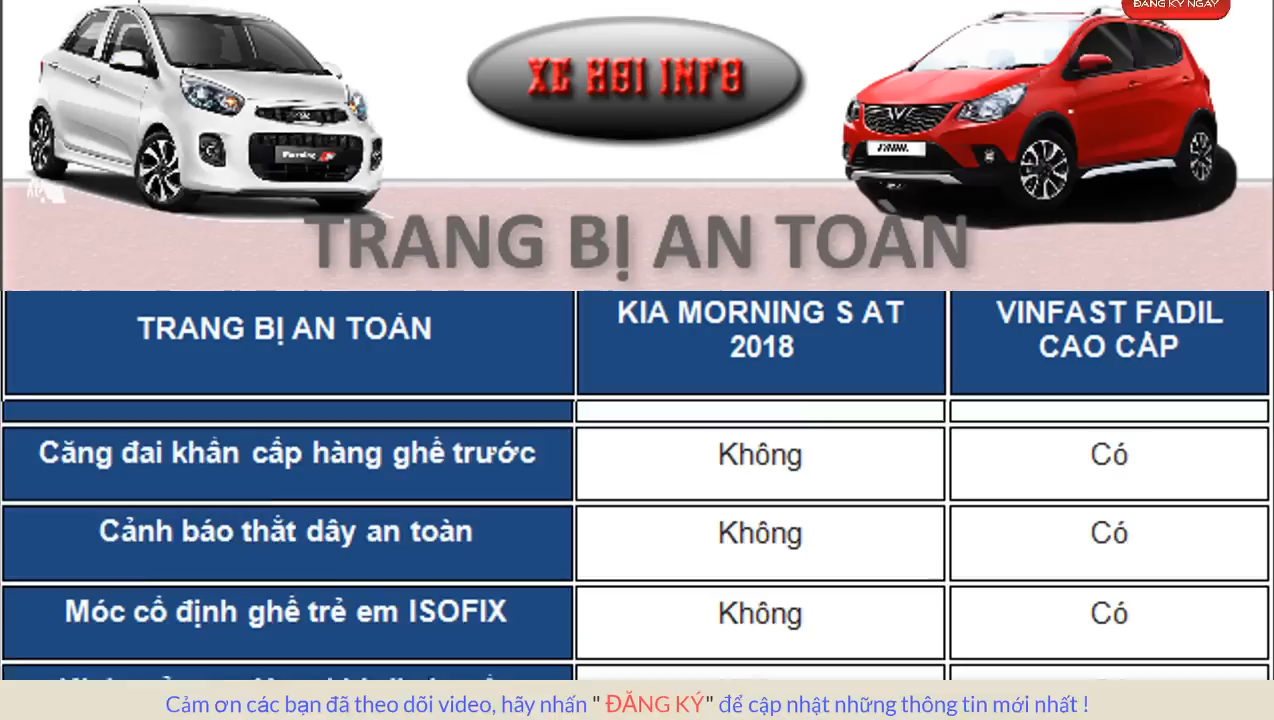 ĐĂNG KÝ NGAY
XE HƠI INFO
TRANG BỊ AN TOÀN
TRANG BỊ AN TOÀN
KIA MORNING S AT
2018
VINFAST FADIL
CAO CẤP
Căng đai khẩn cấp hàng ghế trước
Không
Có
Cảnh báo thắt dây an toàn
Không
Có
Móc cố định ghế trẻ em ISOFIX
Không
Có
Cảm ơn các bạn đã theo dõi video, hãy nhấn " ĐĂNG KÝ" để cập nhật những thông tin mới nhất !